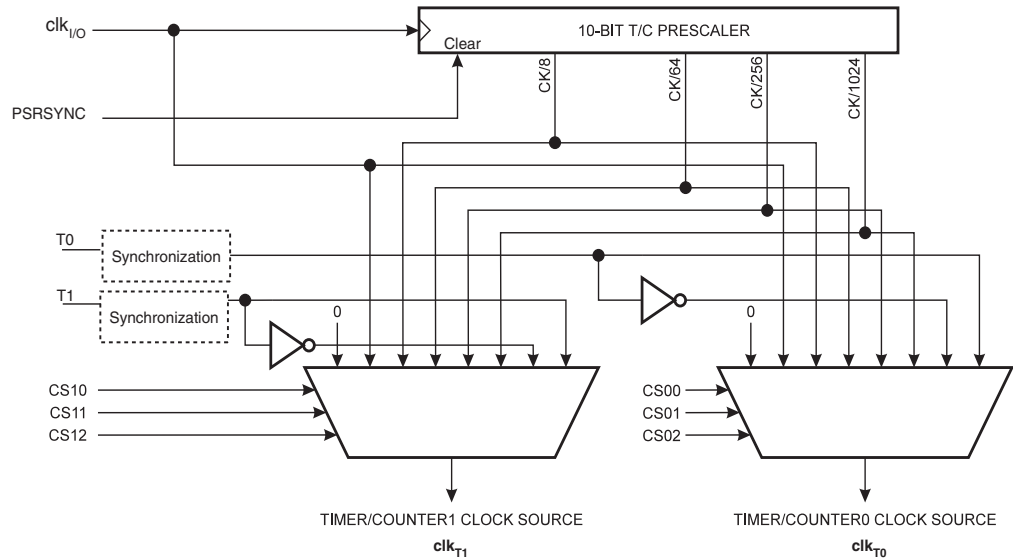 clkI/O
10-BIT T/C PRESCALER
Clear
CK/8
CK/64
CK/256
CK/1024
PSRSYNC
T0
Synchronization
T1
Synchronization
0
0
CS10
CS11
CS12
CS00
CS01
CS02
TIMER/COUNTER1 CLOCK SOURCE
clkT1
TIMER/COUNTER0 CLOCK SOURCE
clkT0